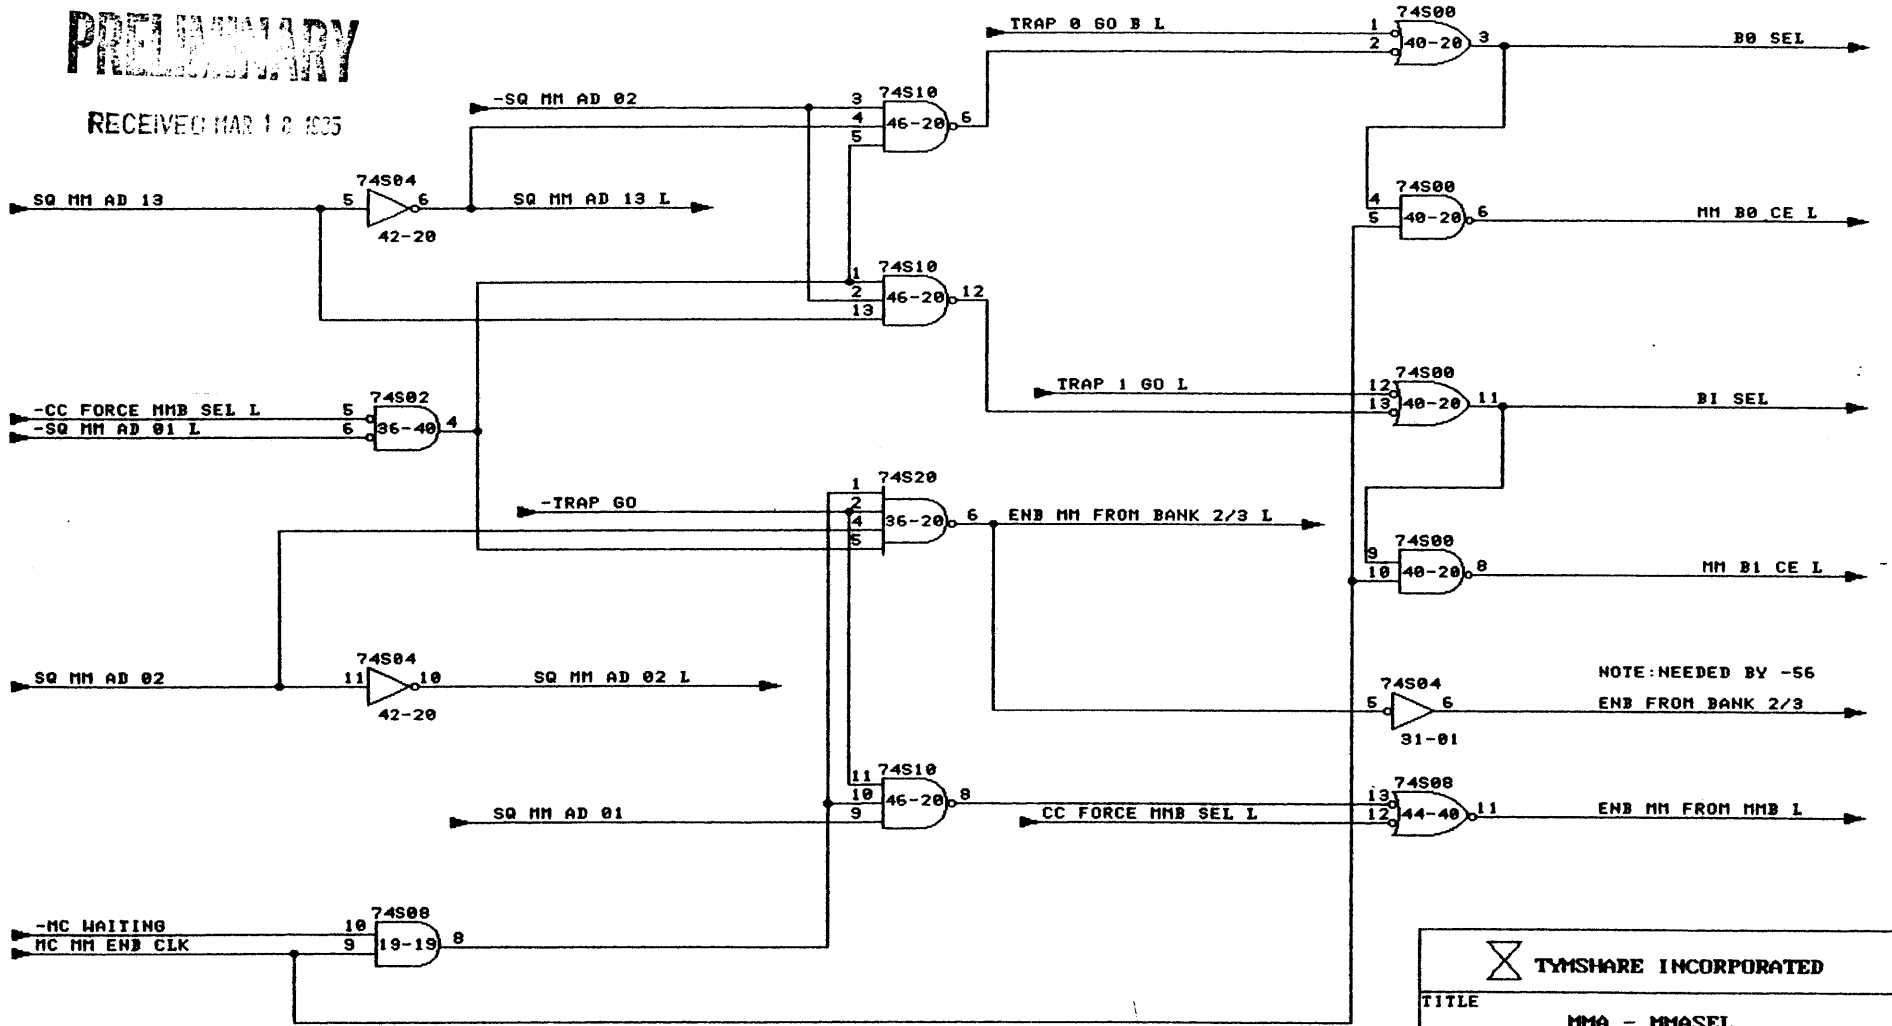 PRELIMINARY
RECEIVED MAR 18 1985
TRAP 0 GO B L
1
2
74S00
40-20
3
B0 SEL
-SQ MM AD 02
3
4
5
74S10
46-20
6
SQ MM AD 13
5
74S04
6
42-20
SQ MM AD 13 L
4
5
74S00
40-20
6
MM B0 CE L
1
2
13
74S10
46-20
12
-CC FORCE MMB SEL L
-SQ MM AD 01 L
5
6
74S02
36-40
4
TRAP 1 GO L
12
13
74S00
40-20
11
BI SEL
-TRAP GO
1
2
4
5
74S20
36-20
6
ENB MM FROM BANK 2/3 L
9
10
74S00
40-20
8
MM B1 CE L
SQ MM AD 02
11
74S04
10
42-20
SQ MM AD 02 L
NOTE:NEEDED BY -56
5
74S04
6
31-01
ENB FROM BANK 2/3
SQ MM AD 01
11
10
9
74S10
46-20
8
CC FORCE MMB SEL L
13
12
74S08
44-40
11
ENB MM FROM MMB L
-MC WAITING
MC MM ENB CLK
10
9
74S08
19-19
8
TYMSHARE INCORPORATED
TITLE
MMA - MMASEL